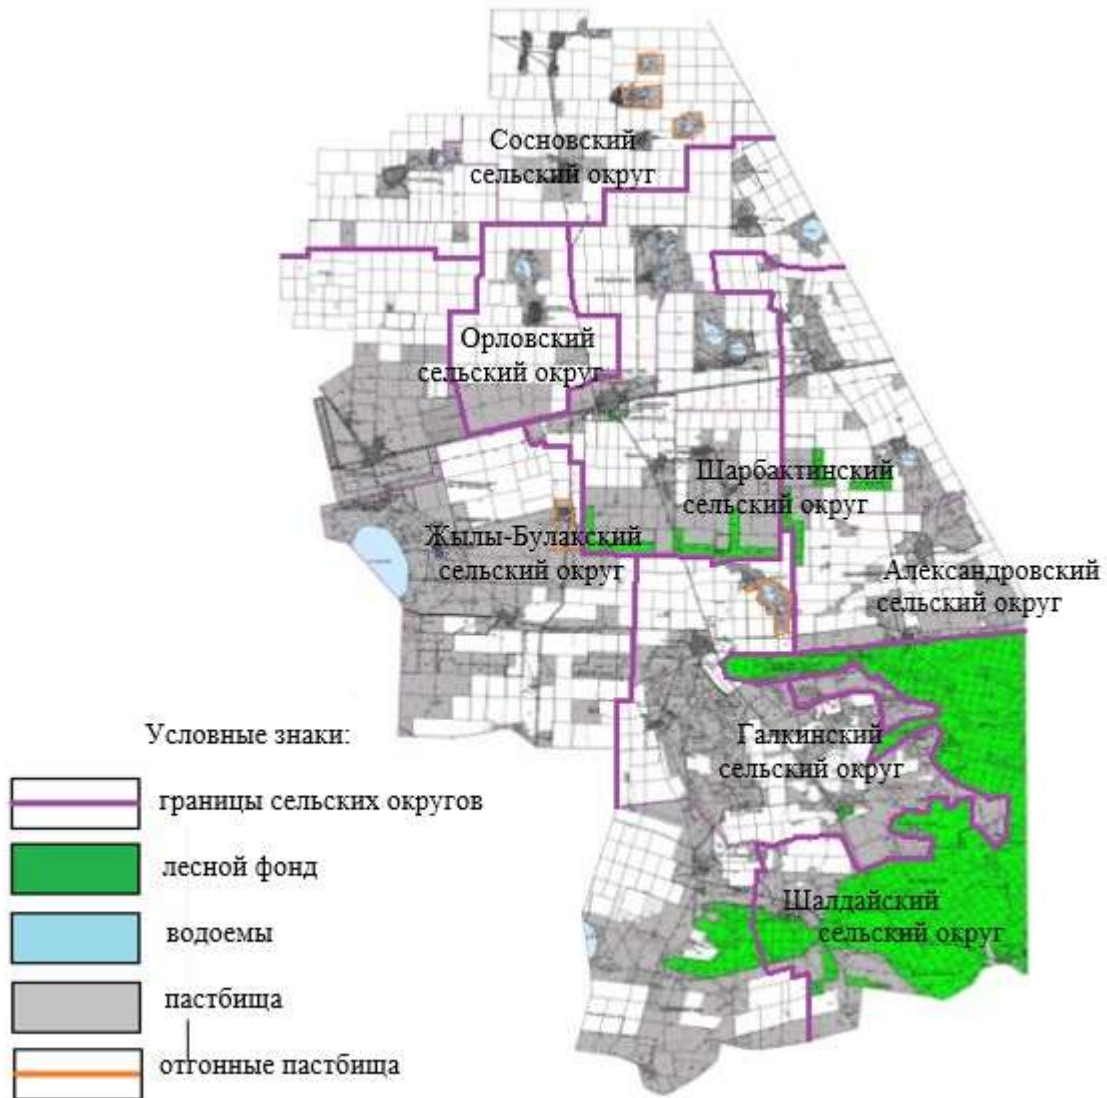 Сосновский
сельский округ
Орловский
сельский округ
Шарбактинский
сельский округ
Жылы-Булакский
сельский округ
Александровский
сельский округ
Галкинский
сельский округ
Шалдайский
сельский округ
Условные знаки:
границы сельских округов
лесной фонд
водоемы
пастбища
отгонные пастбища